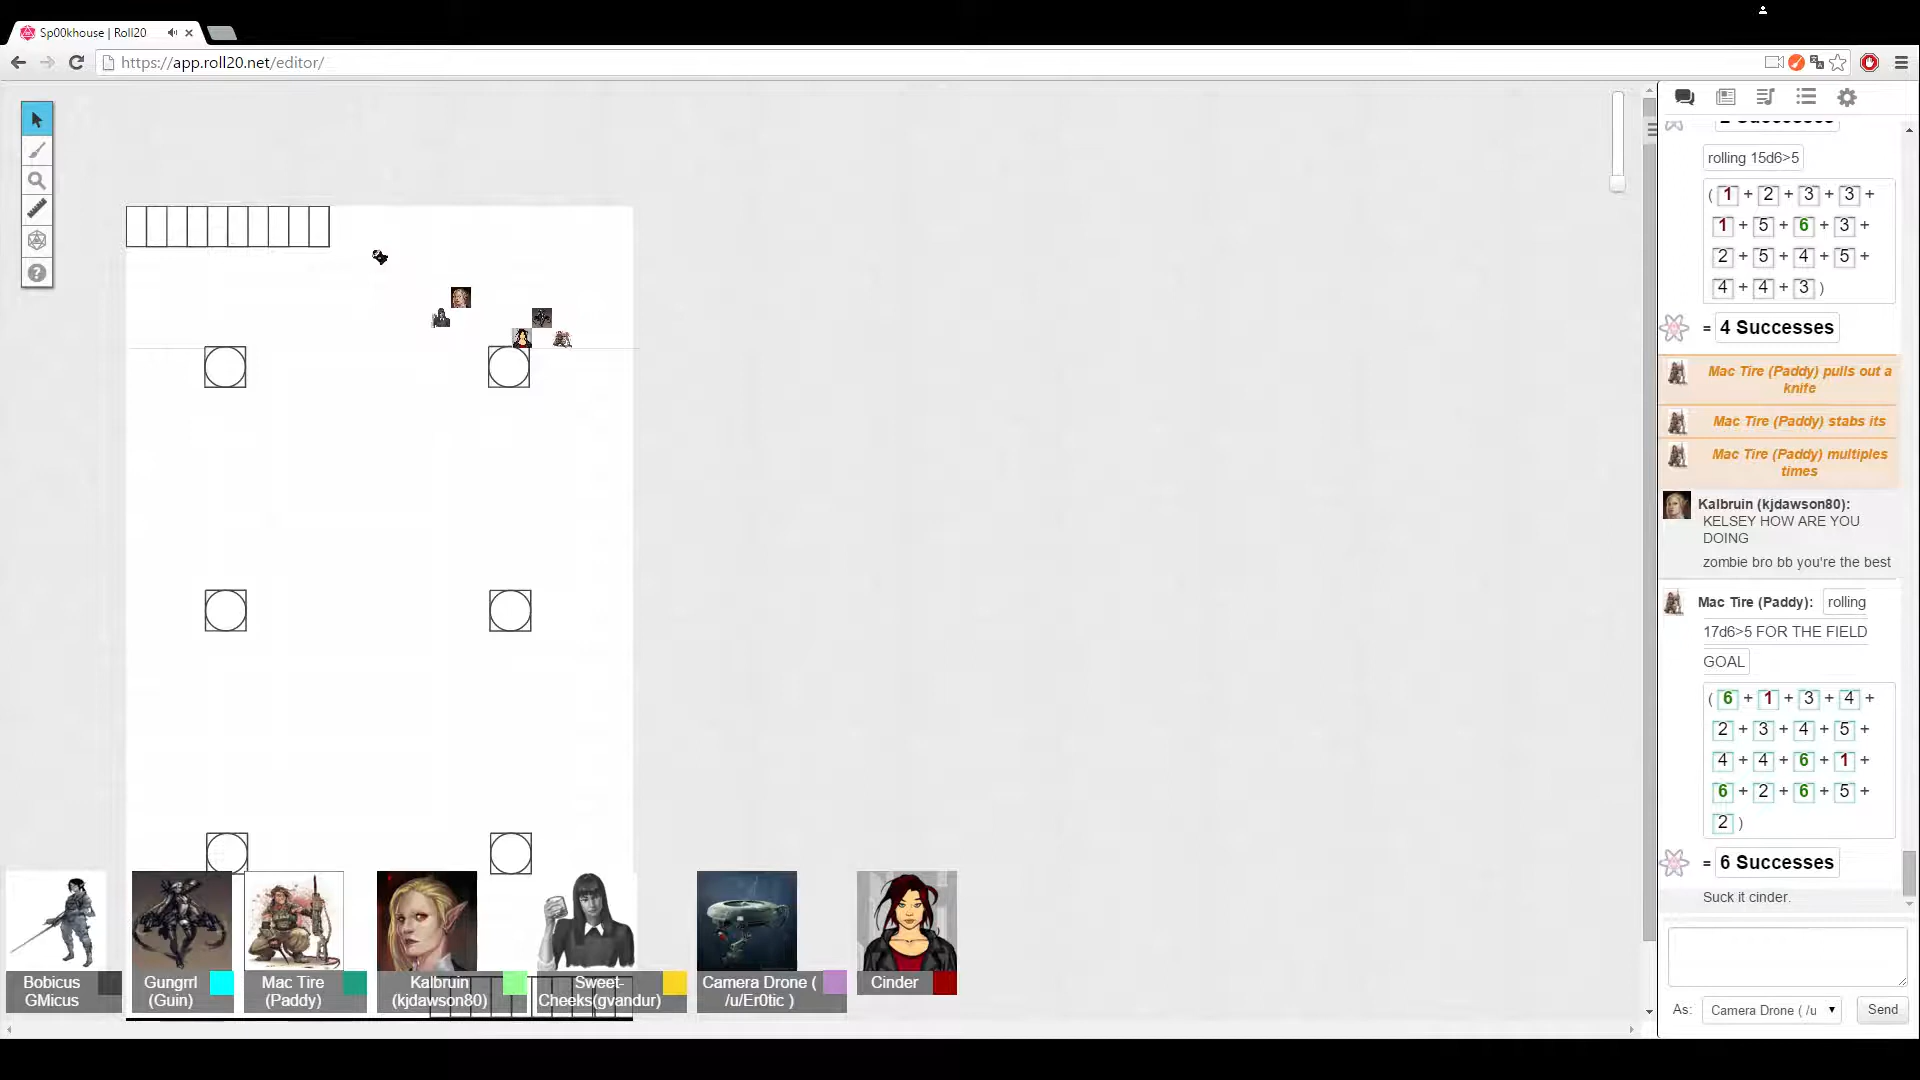 Sp00khouse | Roll20
https://app.roll20.net/editor/
rolling 15d6>5
( 1 + 2 + 3 + 3 +
1 + 5 + 6 + 3 +
2 + 5 + 4 + 5 +
4 + 4 + 3 )
= 4 Successes
Mac Tire (Paddy) pulls out a
knife
Mac Tire (Paddy) stabs its
Mac Tire (Paddy) multiples
times
Kalbruin (kjdawson80):
KELSEY HOW ARE YOU
DOING
zombie bro bb you're the best
Mac Tire (Paddy): rolling
17d6>5 FOR THE FIELD
GOAL
( 6 + 1 + 3 + 4 +
2 + 3 + 4 + 5 +
4 + 4 + 6 + 1 +
6 + 2 + 6 + 5 +
2 )
= 6 Successes
Suck it cinder.
As: Camera Drone ( /u
Send
Bobicus
GMicus
Gungrrl
(Guin)
Mac Tire
(Paddy)
Kalbruin
(kjdawson80)
Sweet-
Cheeks(gvandur)
Camera Drone (
/u/Er0tic )
Cinder